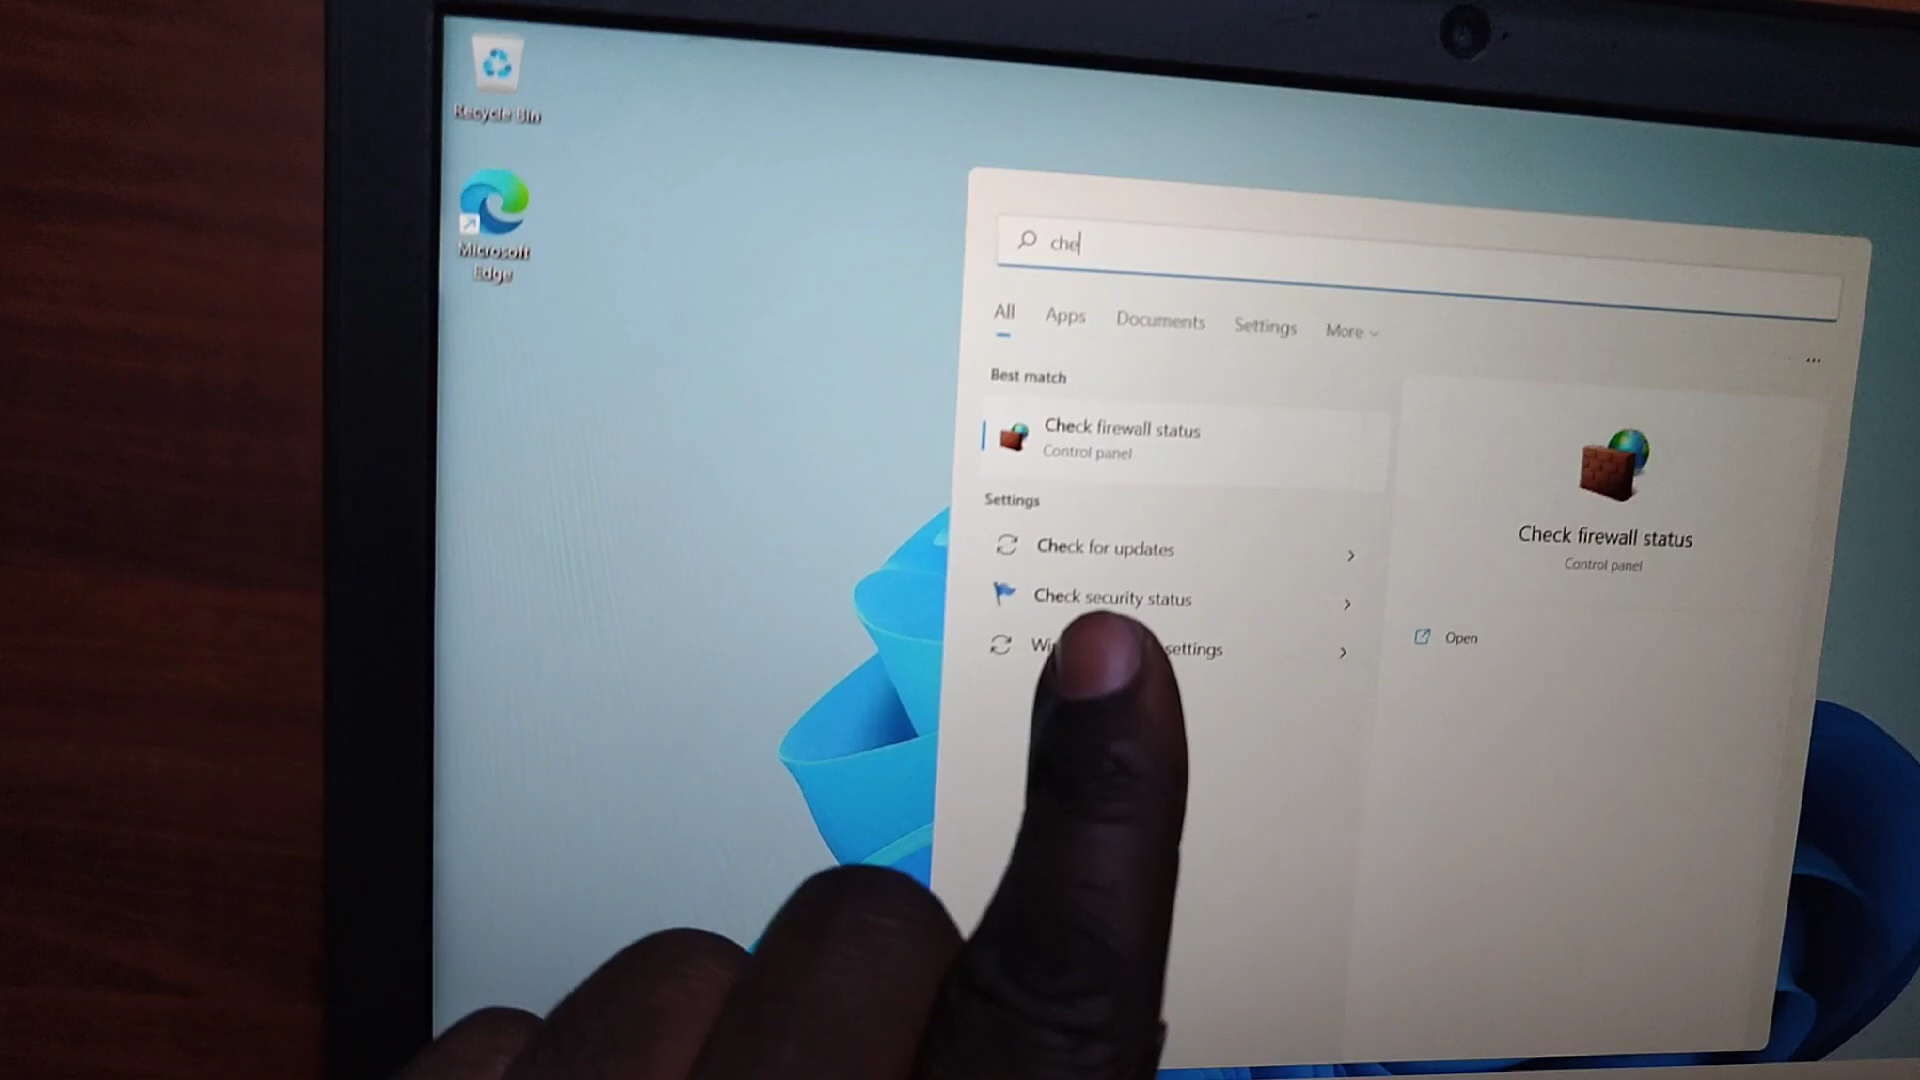 Recycle Bin
Microsoft
Edge
che
All Apps Documents Settings More
...
Best match
Check firewall status
Control panel
Settings
Check for updates
Check security status
settings
Check firewall status
Control panel
Open